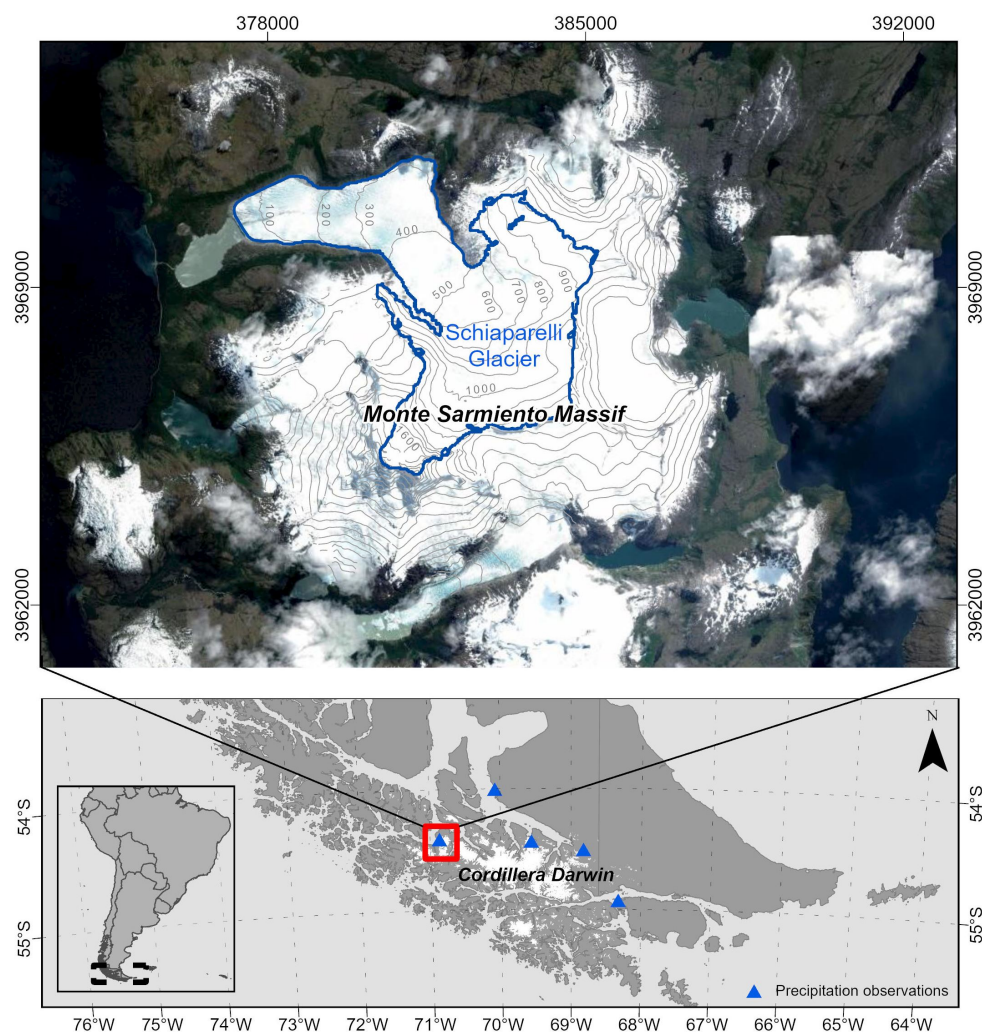 378000 385000 392000
3969000
3969000
100
200
300
400
500
600
700
800
900
Schiaparelli
Glacier
1000
Monte Sarmiento Massif
600
3962000
3962000
N
54°S
54°S
Cordillera Darwin
55°S
55°S
Precipitation observations
76°W 75°W 74°W 73°W 72°W 71°W 70°W 69°W 68°W 67°W 66°W 65°W 64°W